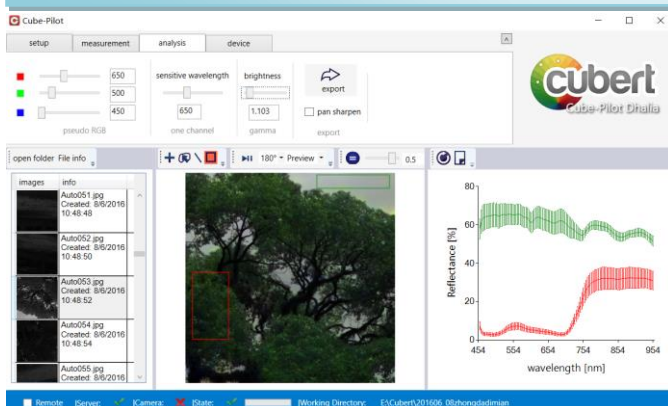 Cube-Pilot
setup measurement analysis device
650
500
450
pseudo RGB
sensitive wavelength
650
one channel
brightness
1.103
gamma
export
pan sharpen
export
cubert
Cube-Pilot Dhalia
open folder File info
180° Preview
0.5
images info
Auto051.jpg
Created: 8/6/2016
10:48:48
Auto052.jpg
Created: 8/6/2016
10:48:50
Auto053.jpg
Created: 8/6/2016
10:48:52
Auto054.jpg
Created: 8/6/2016
10:48:54
Auto055.jpg
Created: 8/6/2016
Reflectance [%]
80
60
40
20
0
454 554 654 754 854 954
wavelength [nm]
Remote IServer: ICamera: IState: IWorking Directory: E:\Cubert\201606_08zhongdadimian